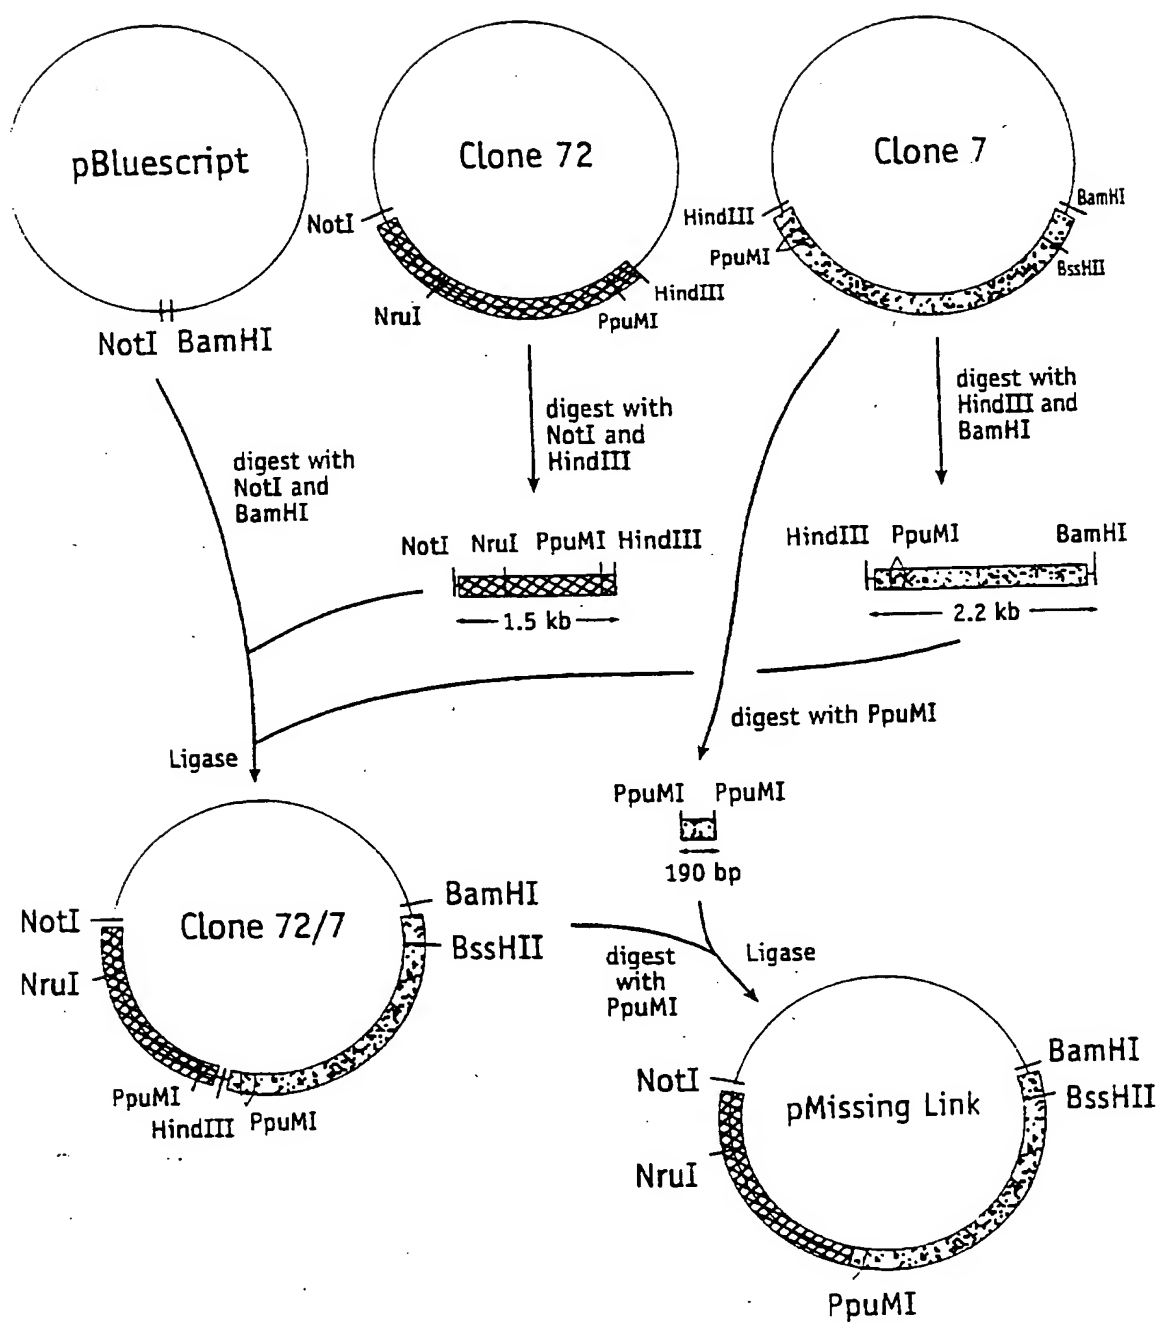 pBluescript
Clone 72
Clone 7
NotI
NruI
PpuMI
HindIII
HindIII
PpuMI
BamHI
BssHII
NotI BamHI
digest with
NotI and
BamHI
digest with
NotI and
HindIII
digest with
HindIII and
BamHI
NotI NruI PpuMI HindIII
1.5 kb
HindIII PpuMI BamHI
2.2 kb
digest with PpuMI
Ligase
PpuMI PpuMI
190 bp
Clone 72/7
NotI
NruI
PpuMI
HindIII
PpuMI
BamHI
BssHII
digest
with
PpuMI
Ligase
pMissing Link
NotI
NruI
BamHI
BssHII
PpuMI